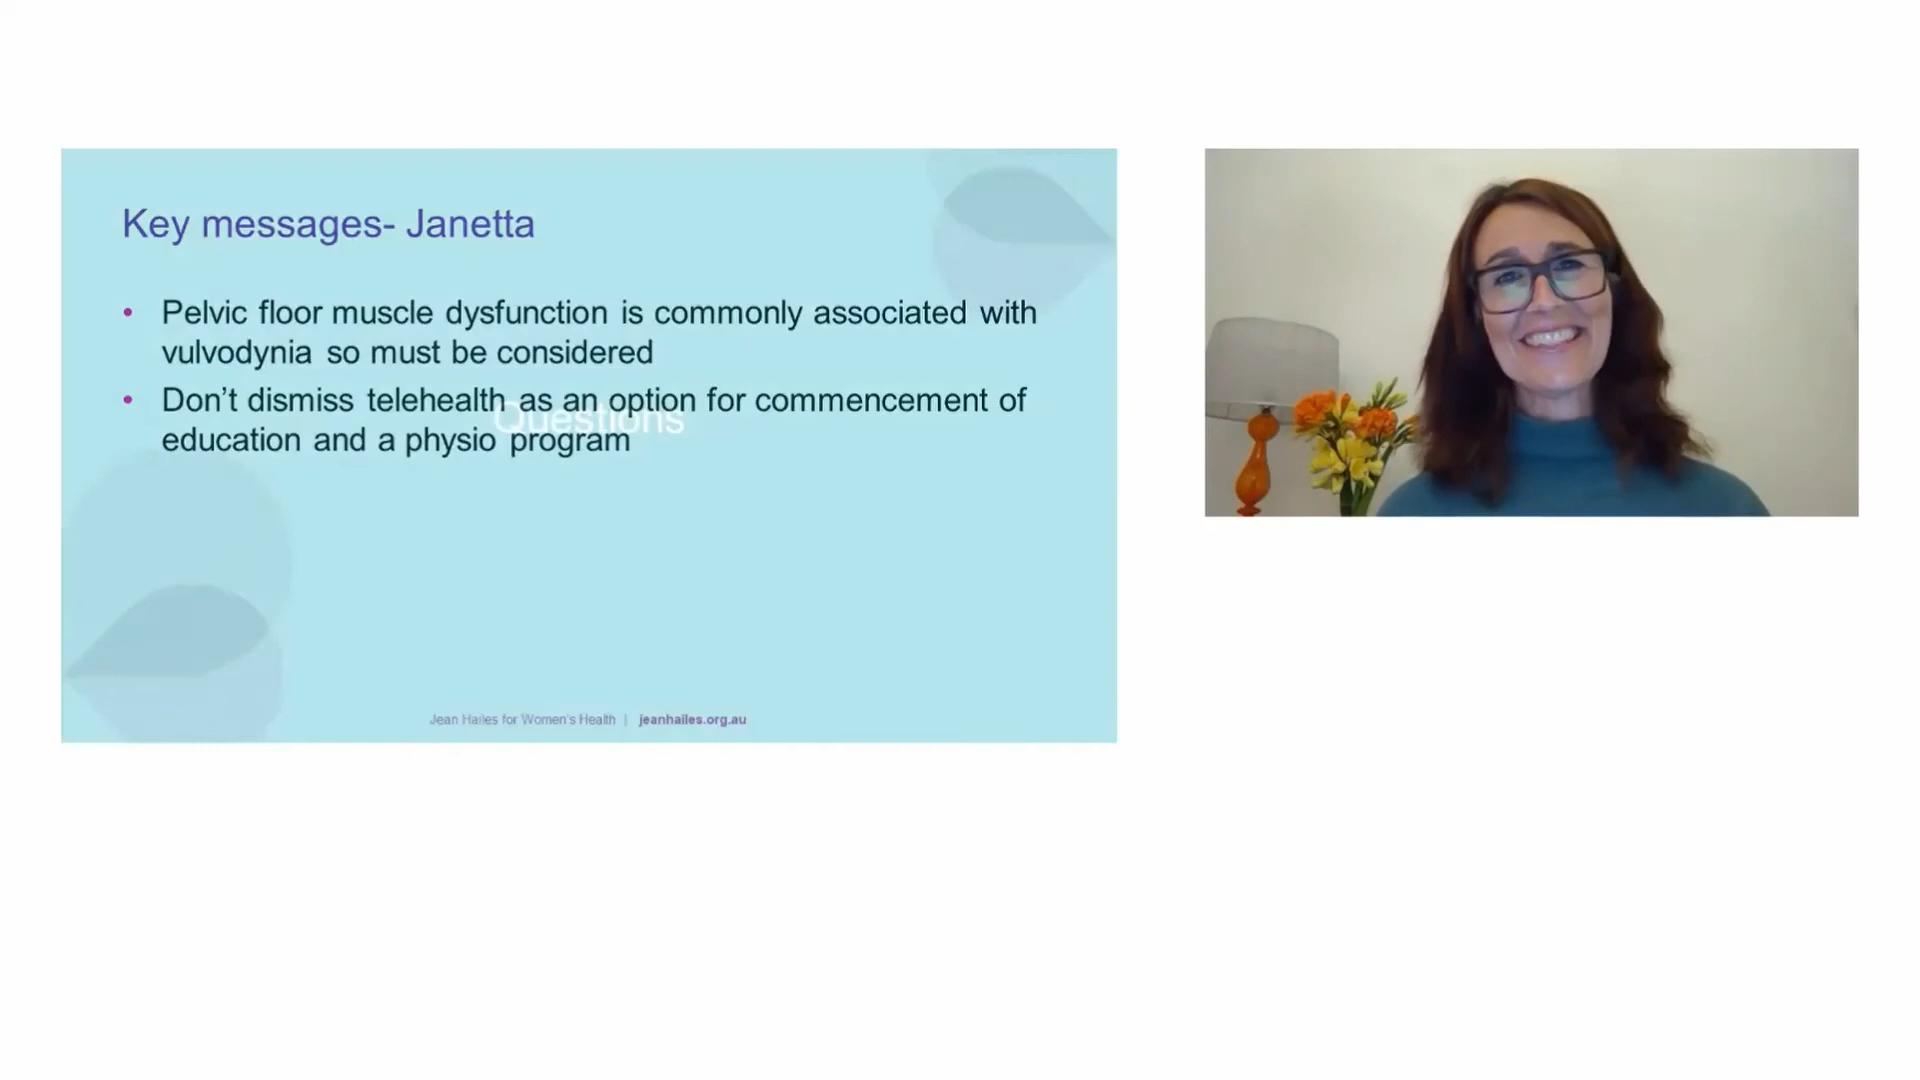 Key messages- Janetta
• Pelvic floor muscle dysfunction is commonly associated with
vulvodynia so must be considered
• Don’t dismiss telehealth as an option for commencement of
education and a physio program
Questions
Jean Hailes for Women's Health | jeanhailes.org.au